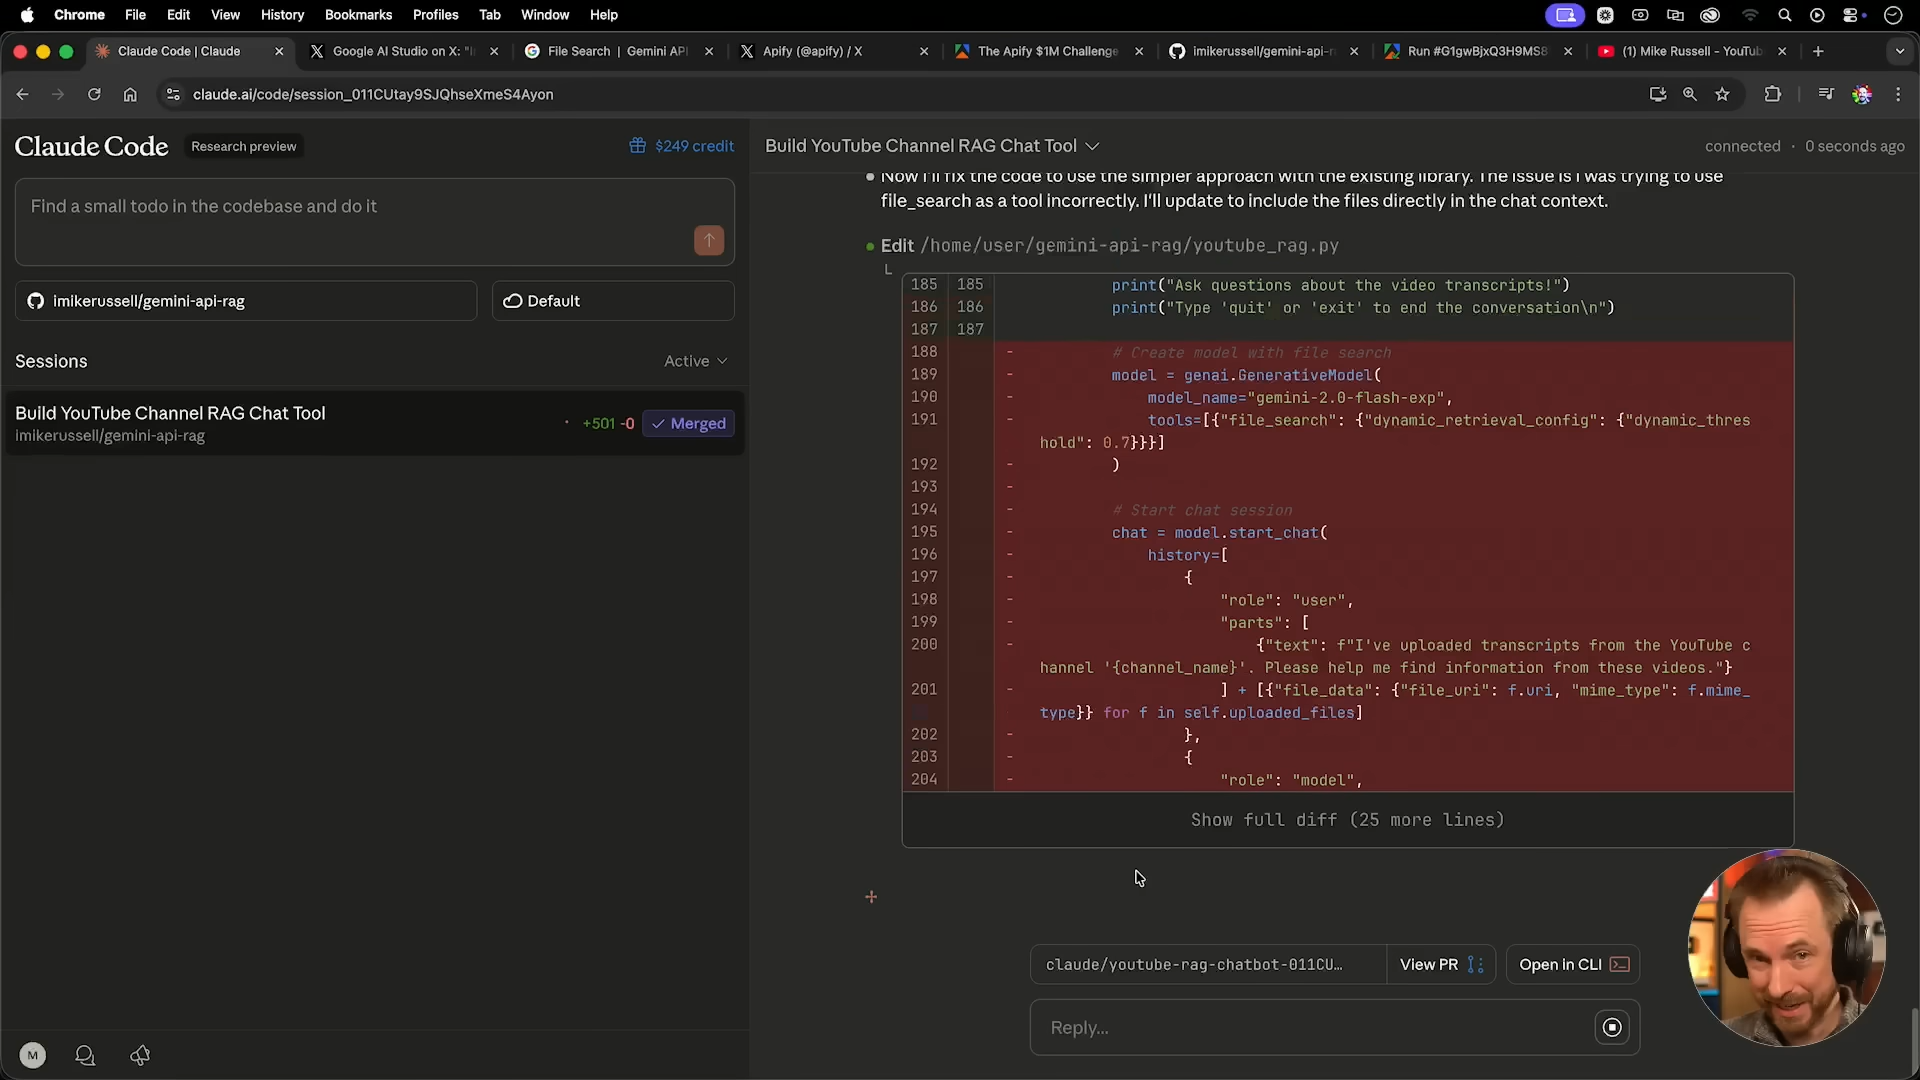 Chrome File Edit View History Bookmarks Profiles Tab Window Help
Claude Code | Claude
Google AI Studio on X: "I
File Search | Gemini API
Apify (@apify) / X
The Apify $1M Challenge
imikerussell/gemini-api-r
Run #G1gwBjxQ3H9MS8
(1) Mike Russell - YouTub
claude.ai/code/session_011CUtay9SJQhseXmeS4Ayon
Claude Code
Research preview
$249 credit
Find a small todo in the codebase and do it
imikerussell/gemini-api-rag
Default
Sessions
Active
Build YouTube Channel RAG Chat Tool
imikerussell/gemini-api-rag
+501 -0
Merged
M
Build YouTube Channel RAG Chat Tool
connected · 0 seconds ago
Now I'll fix the code to use the simpler approach with the existing library. The issue is I was trying to use
file_search as a tool incorrectly. I'll update to include the files directly in the chat context.
Edit /home/user/gemini-api-rag/youtube_rag.py
185 185 print("Ask questions about the video transcripts!")
186 186 print("Type 'quit' or 'exit' to end the conversation\n")
187 187
188 - # Create model with file search
189 - model = genai.GenerativeModel(
190 - model_name="gemini-2.0-flash-exp",
191 - tools=[{"file_search": {"dynamic_retrieval_config": {"dynamic_thres
hold": 0.7}}}]
192 - )
193 -
194 - # Start chat session
195 - chat = model.start_chat(
196 - history=[
197 - {
198 - "role": "user",
199 - "parts": [
200 - {"text": f"I've uploaded transcripts from the YouTube c
hannel '{channel_name}'. Please help me find information from these videos."}
201 - ] + [{"file_data": {"file_uri": f.uri, "mime_type": f.mime_
type}} for f in self.uploaded_files]
202 - },
203 - {
204 - "role": "model",
Show full diff (25 more lines)
claude/youtube-rag-chatbot-011CU...
View PR
Open in CLI
Reply...